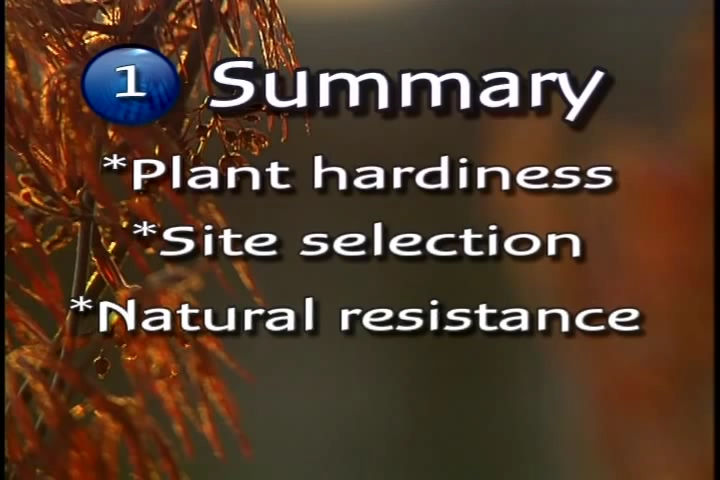 1 Summary
*Plant hardiness
*Site selection
*Natural resistance